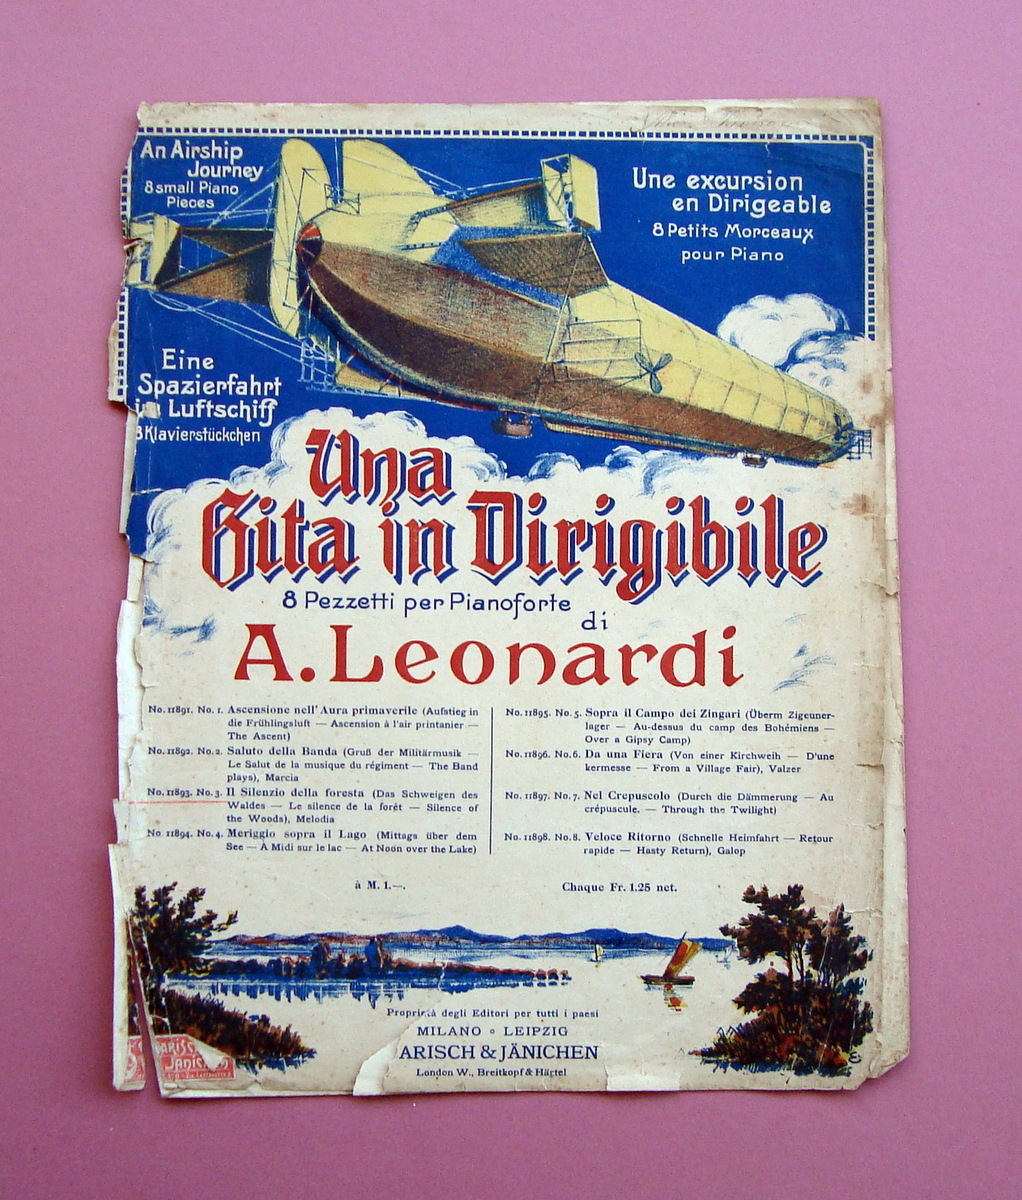 An Airship
Journey
8 small Piano
Pieces
Une excursion
en Dirigeable
8 Petits Morceaux
pour Piano
Eine
Spazierfahrt
im Luftschiff
8 Klavierstückchen
Una
Gita in Dirigibile
8 Pezzetti per Pianoforte
di
A. Leonardi
No. 11891. No. 1. Ascensione nell' Aura primaverile (Aufstieg in
die Frühlingsluft — Ascension à l'air printanier —
The Ascent)
No. 11892. No. 2. Saluto della Banda (Gruß der Militärmusik —
Le Salut de la musique du régiment — The Band
plays), Marcia
No. 11893. No. 3. Il Silenzio della foresta (Das Schweigen des
Waldes — Le silence de la forêt — Silence of
the Woods), Melodia
No. 11894. No. 4. Meriggio sopra il Lago (Mittags über dem
See — À Midi sur le lac — At Noon over the Lake)
No. 11895. No. 5. Sopra il Campo dei Zingari (Überm Zigeuner-
lager — Au-dessus du camp des Bohémiens —
Over a Gipsy Camp)
No. 11896. No. 6. Da una Fiera (Von einer Kirchweih — D'une
kermesse — From a Village Fair), Valzer
No. 11897. No. 7. Nel Crepuscolo (Durch die Dämmerung — Au
crépuscule. — Through the Twilight)
No. 11898. No. 8. Veloce Ritorno (Schnelle Heimfahrt — Retour
rapide — Hasty Return), Galop
à M. 1.—.
Chaque Fr. 1.25 net.
Proprietà degli Editori per tutti i paesi
MILANO ∘ LEIPZIG
ARISCH & JÄNICHEN
London W., Breitkopf & Härtel
ARISCH
JÄNICHEN